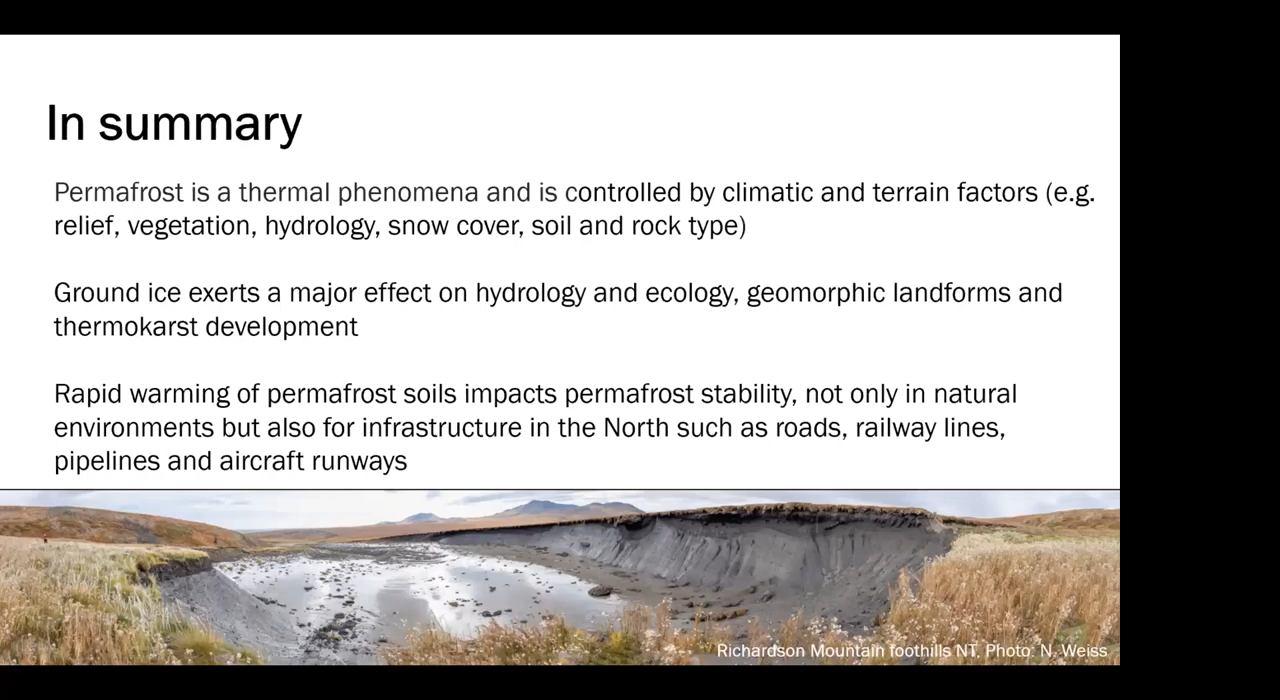 In summary
Permafrost is a thermal phenomena and is controlled by climatic and terrain factors (e.g.
relief, vegetation, hydrology, snow cover, soil and rock type)
Ground ice exerts a major effect on hydrology and ecology, geomorphic landforms and
thermokarst development
Rapid warming of permafrost soils impacts permafrost stability, not only in natural
environments but also for infrastructure in the North such as roads, railway lines,
pipelines and aircraft runways
Richardson Mountain foothills NT, Photo: N. Weiss